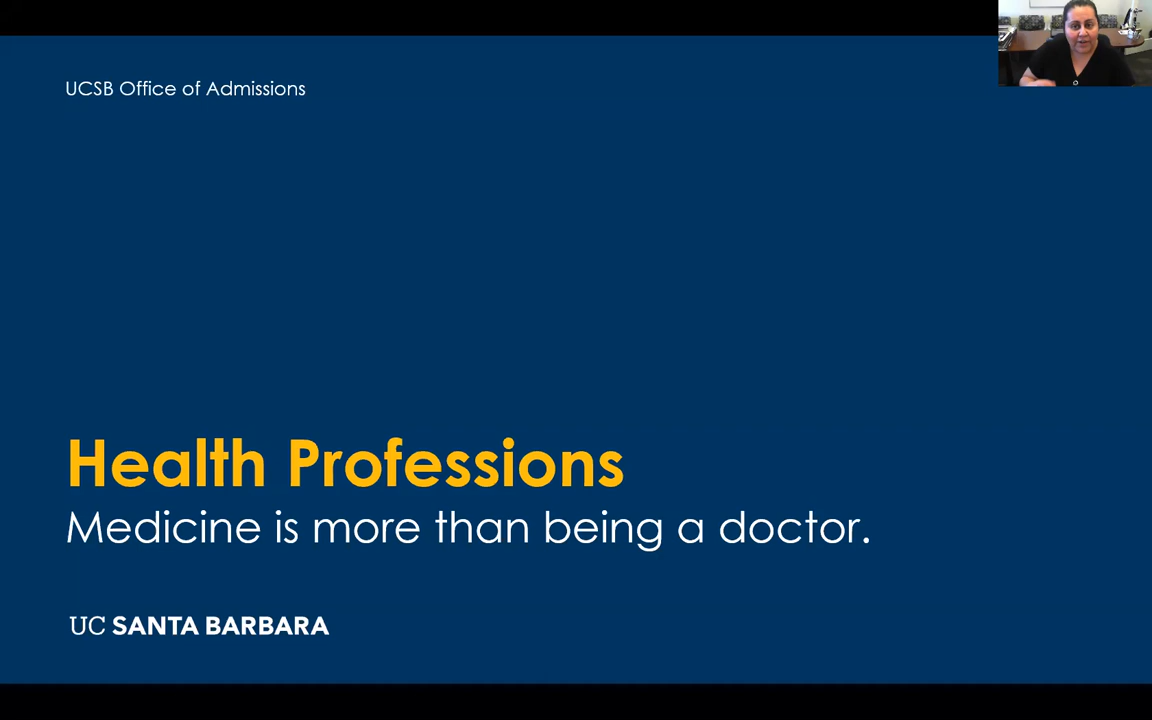 UCSB Office of Admissions
Health Professions
Medicine is more than being a doctor.
UC SANTA BARBARA